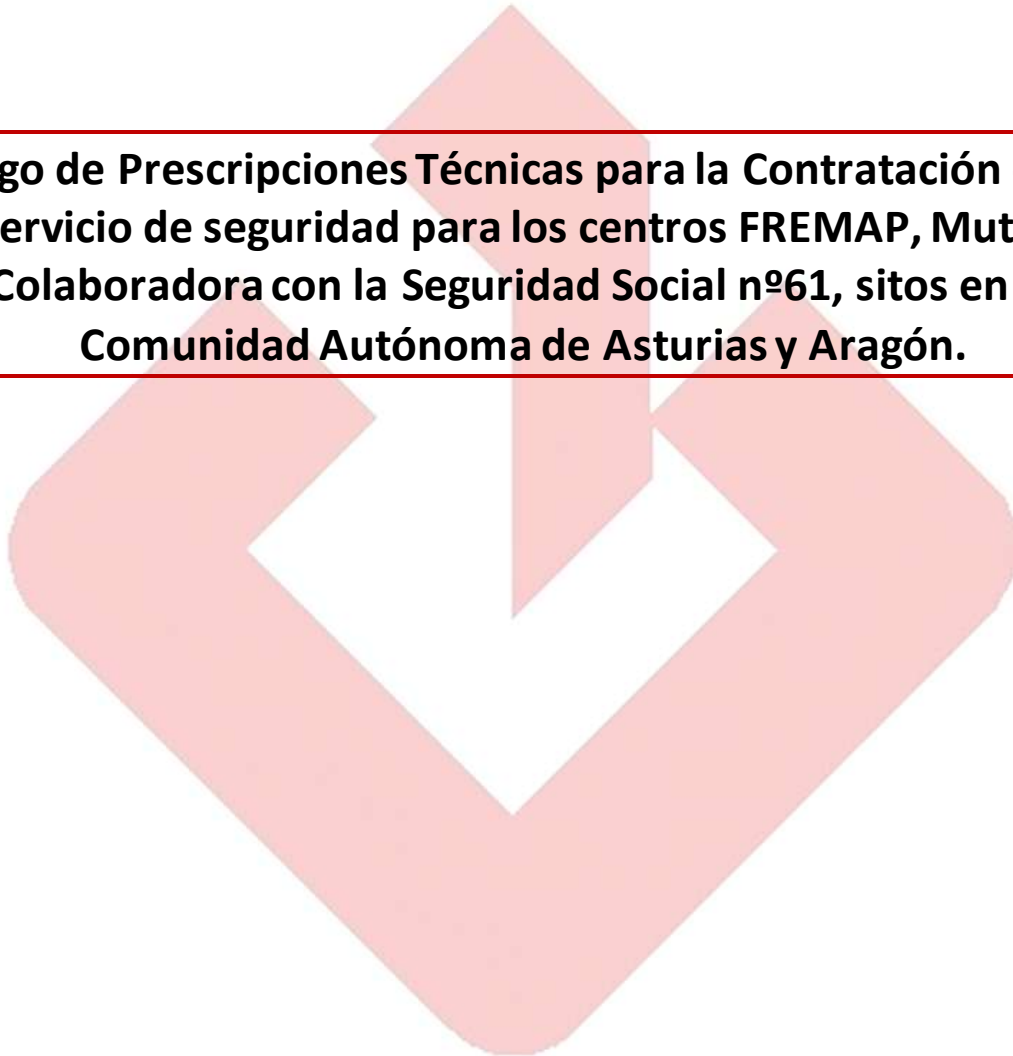 go de Prescripciones Técnicas para la Contratación
ervicio de seguridad para los centros FREMAP, Mut
Colaboradora con la Seguridad Social nº61, sitos en
Comunidad Autónoma de Asturias y Aragón.